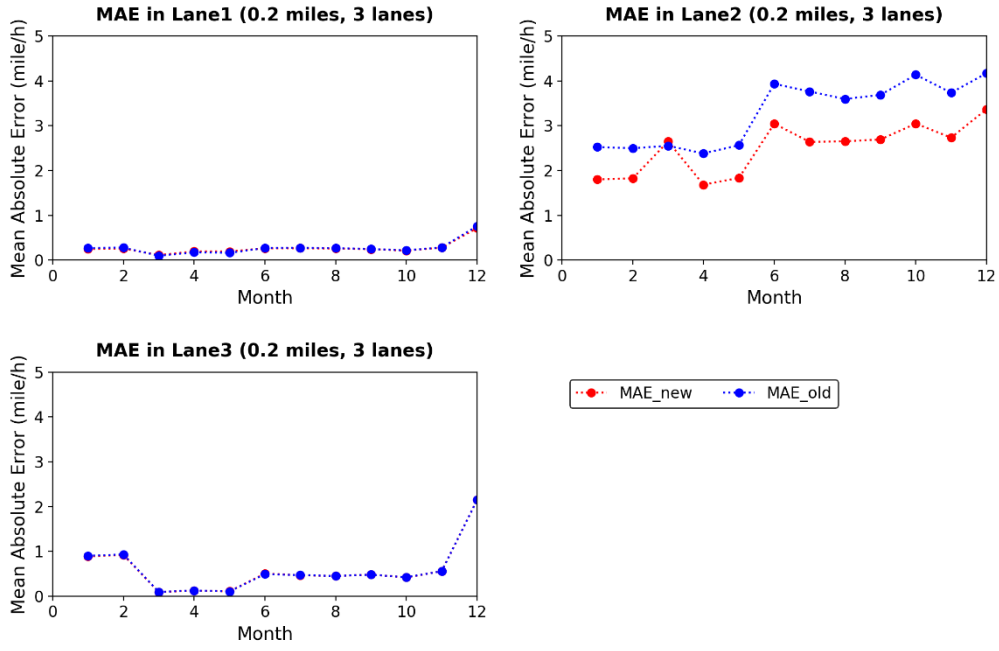 MAE in Lane1 (0.2 miles, 3 lanes)
Mean Absolute Error (mile/h)
5
4
3
2
1
0
0 2 4 6 8 10 12
Month
MAE in Lane2 (0.2 miles, 3 lanes)
Mean Absolute Error (mile/h)
5
4
3
2
1
0
0 2 4 6 8 10 12
Month
MAE in Lane3 (0.2 miles, 3 lanes)
Mean Absolute Error (mile/h)
5
4
3
2
1
0
0 2 4 6 8 10 12
Month
MAE_new MAE_old